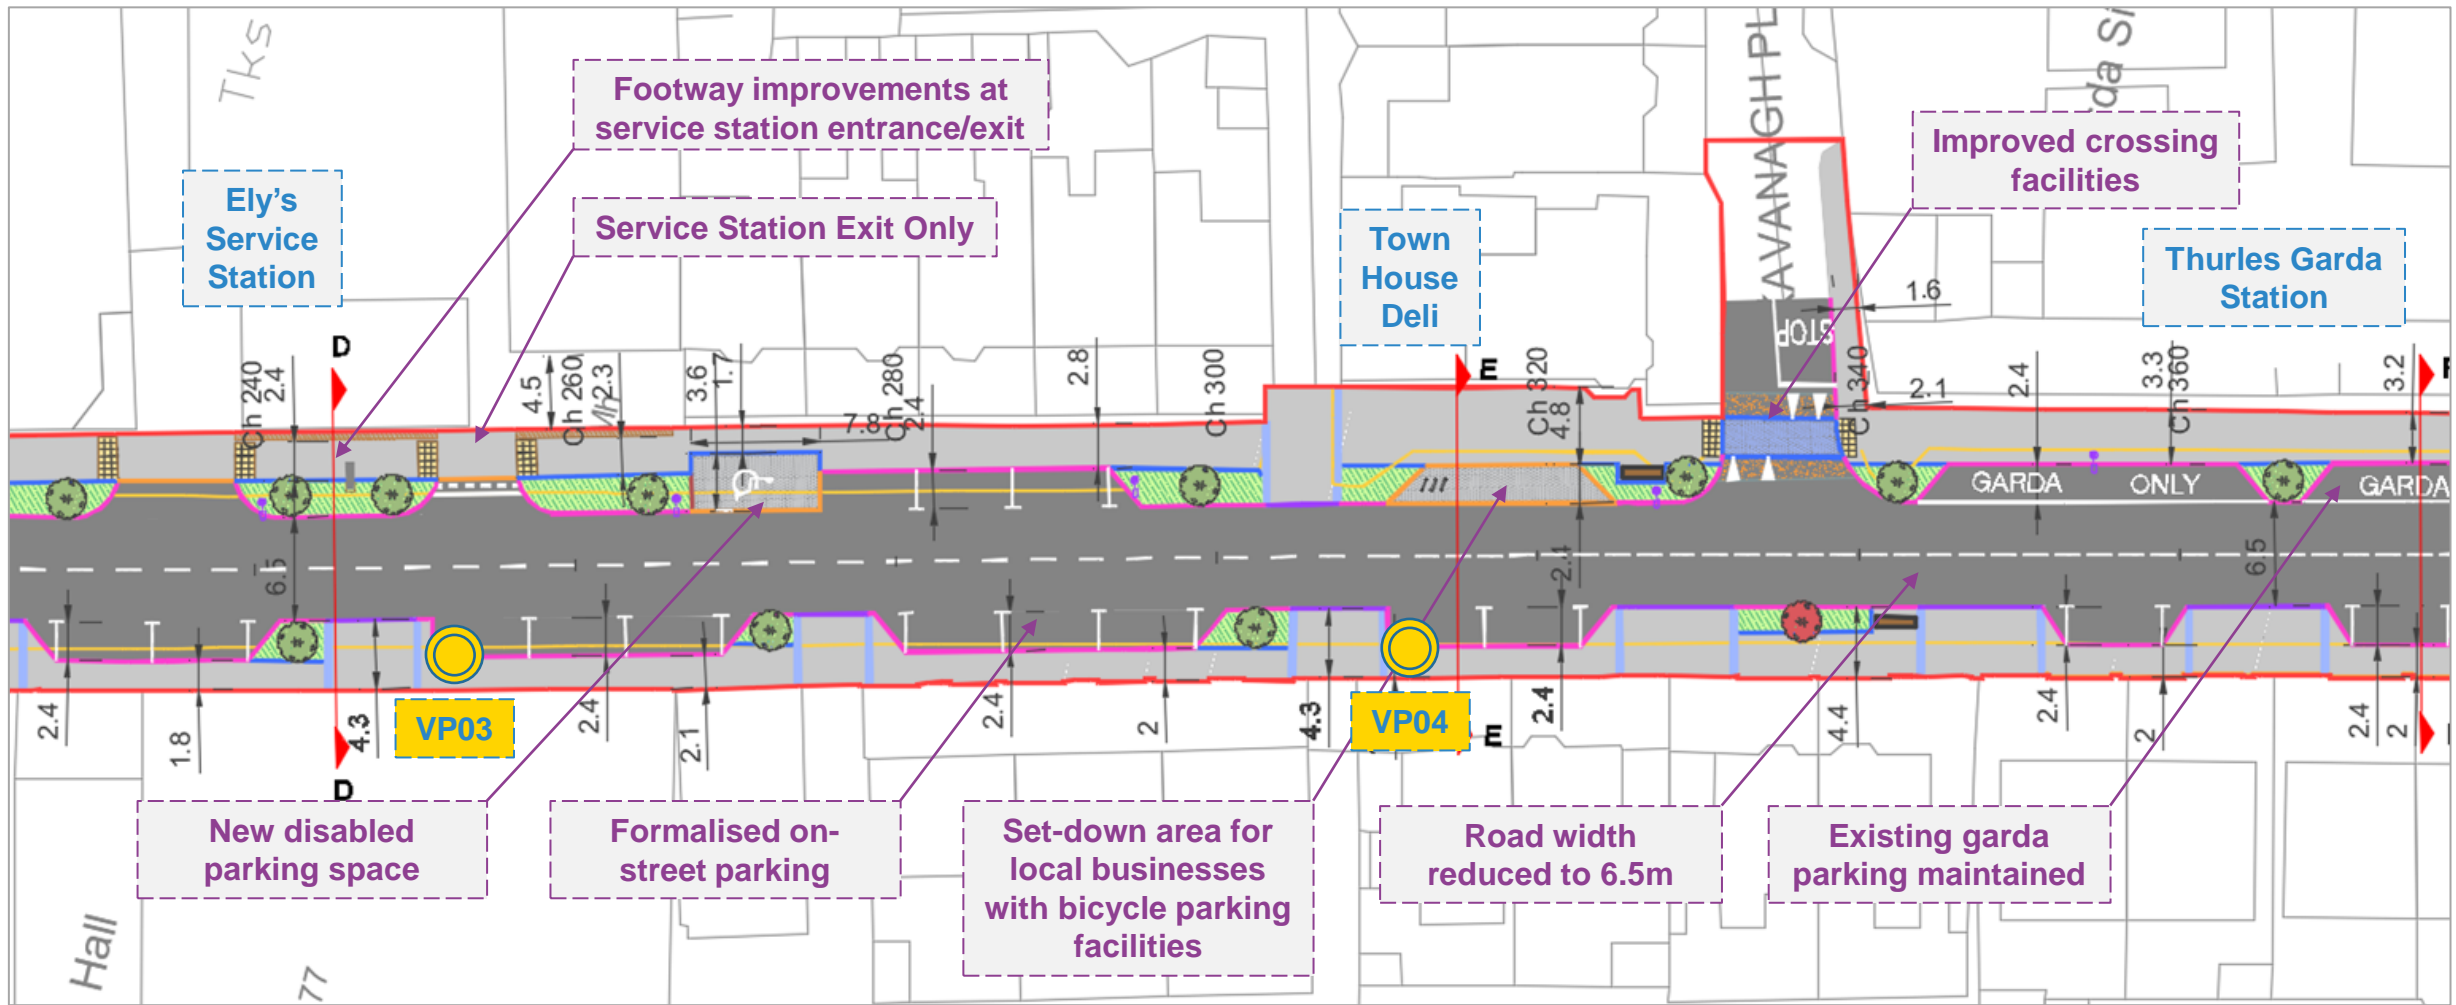 Tks
KAVANAGH PL
Footway improvements at
service station entrance/exit
Improved crossing
facilities
Ely's
Service
Station
Service Station Exit Only
Town
House
Deli
Thurles Garda
Station
1.6
STOP
D
E
Ch 240
2.4
4.5
Ch 260
2.3
3.6
1.7
7.8
Ch 280
2.4
2.8
Ch 300
Ch 320
4.8
Ch 340
2.1
2.4
3.3
Ch 360
3.2
GARDA
ONLY
GARDA
6.5
2.4
6.5
2.4
1.8
4.3
VP03
2.4
2.1
2.4
2
4.3
VP04
E
2.4
4.4
2.4
2
2.4
2
D
New disabled
parking space
Formalised on-
street parking
Set-down area for
local businesses
with bicycle parking
facilities
Road width
reduced to 6.5m
Existing garda
parking maintained
Hall
77